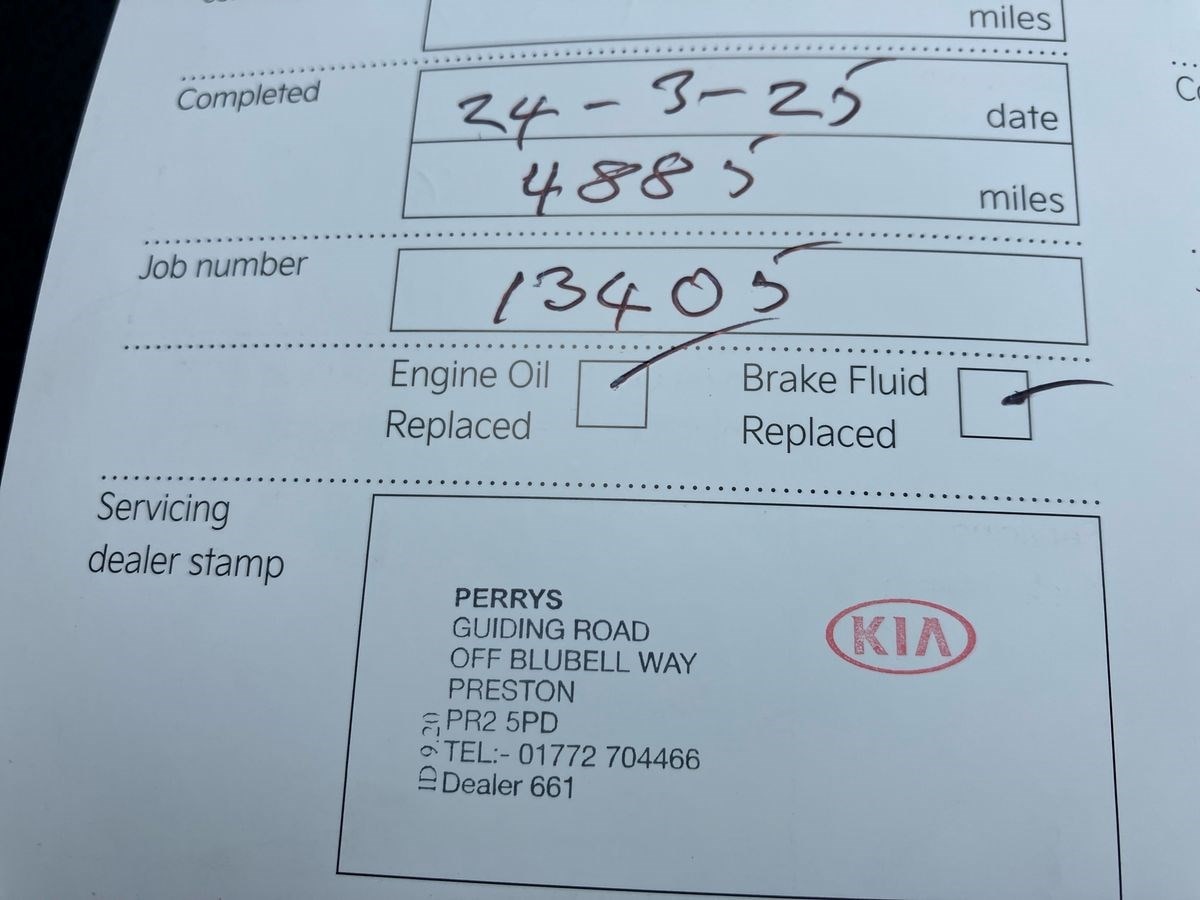 miles
Completed
24-3-25 date
4885 miles
Job number
13405
Engine Oil Replaced
Brake Fluid Replaced
Servicing
dealer stamp
PERRYS
GUIDING ROAD
OFF BLUBELL WAY
PRESTON
PR2 5PD
TEL:- 01772 704466
Dealer 661
KIA